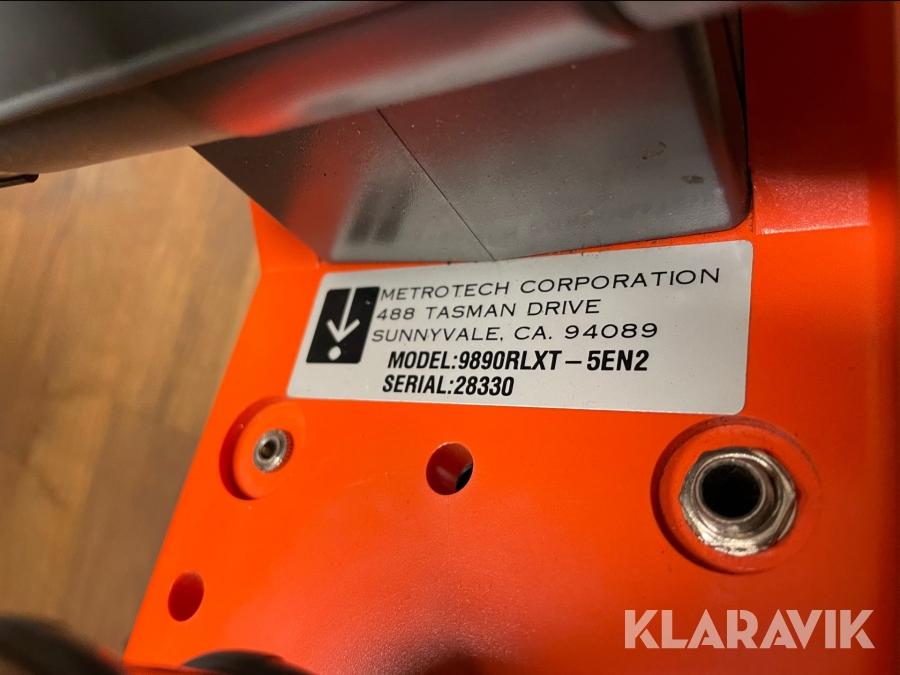 METROTECH CORPORATION
488 TASMAN DRIVE
SUNNYVALE, CA. 94089
MODEL:9890RLXT-5EN2
SERIAL:28330
KLARAVIK